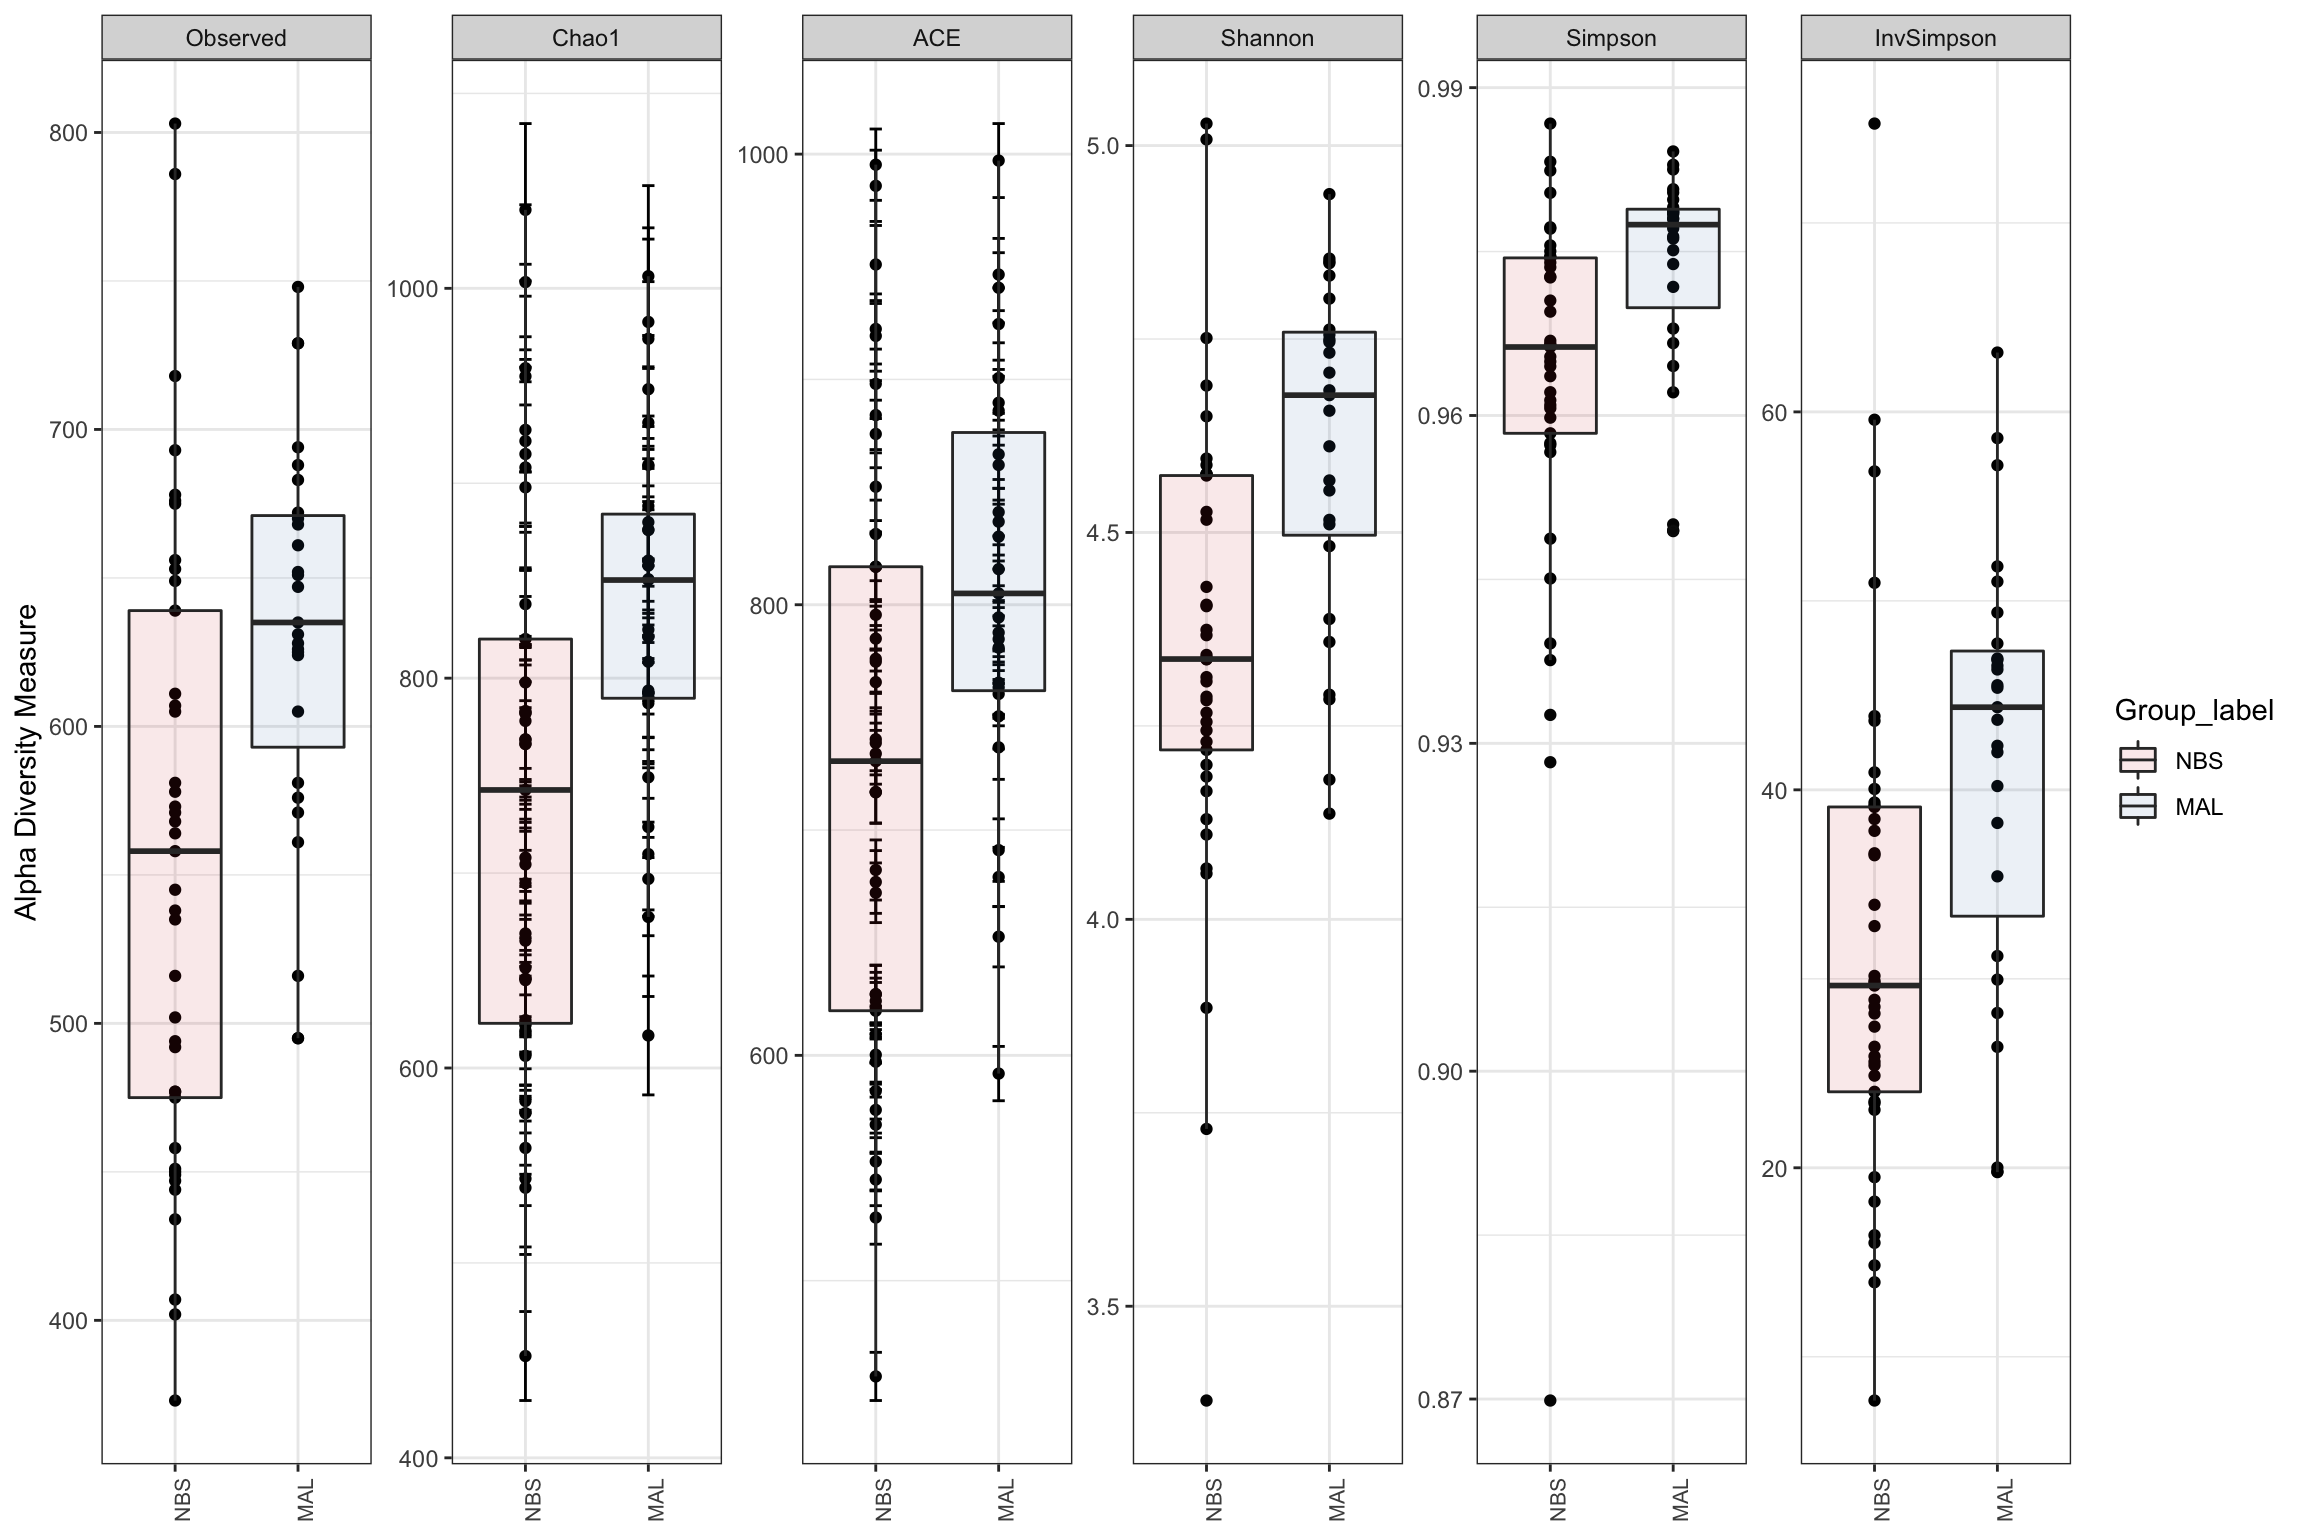 Observed
Chao1
ACE
Shannon
Simpson
InvSimpson
Alpha Diversity Measure
800
700
600
500
400
1000
800
600
400
1000
800
600
5.0
4.5
4.0
3.5
0.99
0.96
0.93
0.90
0.87
60
40
20
NBS
MAL
NBS
MAL
NBS
MAL
NBS
MAL
NBS
MAL
NBS
MAL
Group_label
NBS
MAL